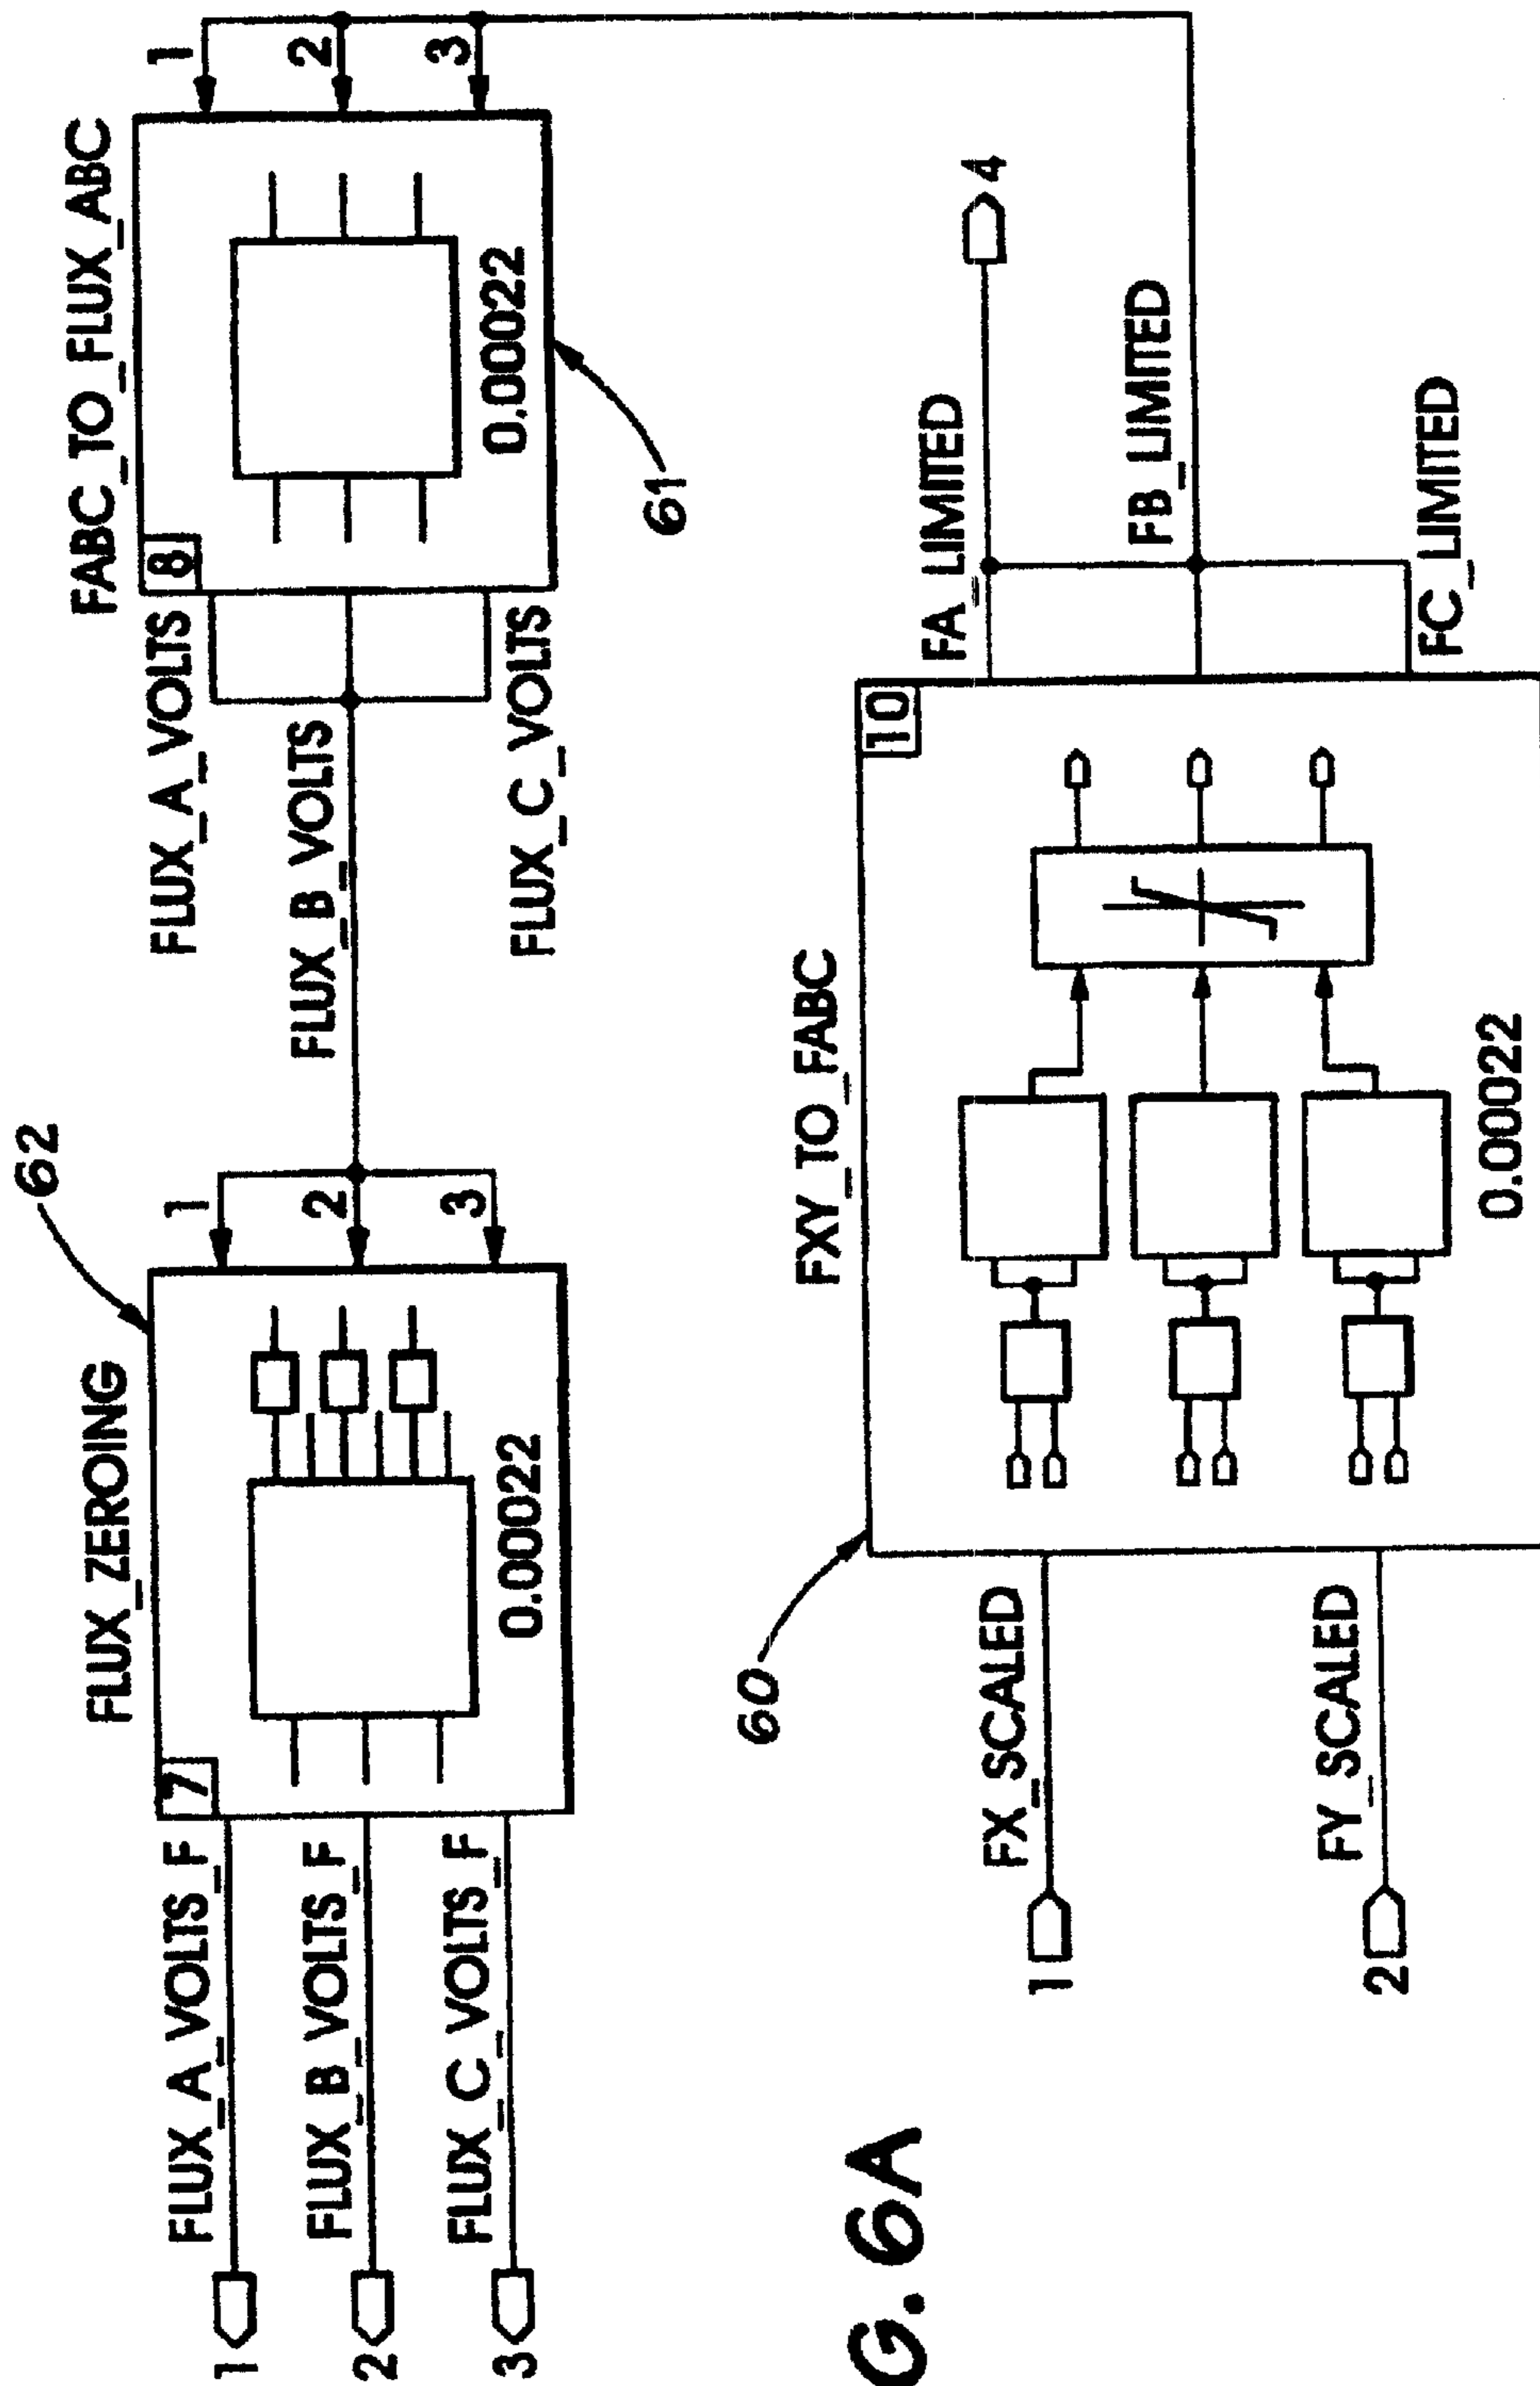 62
FLUX_ZEROING
7
0.00022
1
2
3
FLUX_A_VOLTS_F
FLUX_B_VOLTS_F
FLUX_C_VOLTS_F
1
2
3
FABC_TO_FLUX_ABC
8
0.00022
61
1
2
3
FLUX_A_VOLTS
FLUX_B_VOLTS
FLUX_C_VOLTS
60
FXY_TO_FABC
10
0.00022
1
FX_SCALED
2
FY_SCALED
FA_LIMITED
FB_LIMITED
FC_LIMITED
4
G. 6A